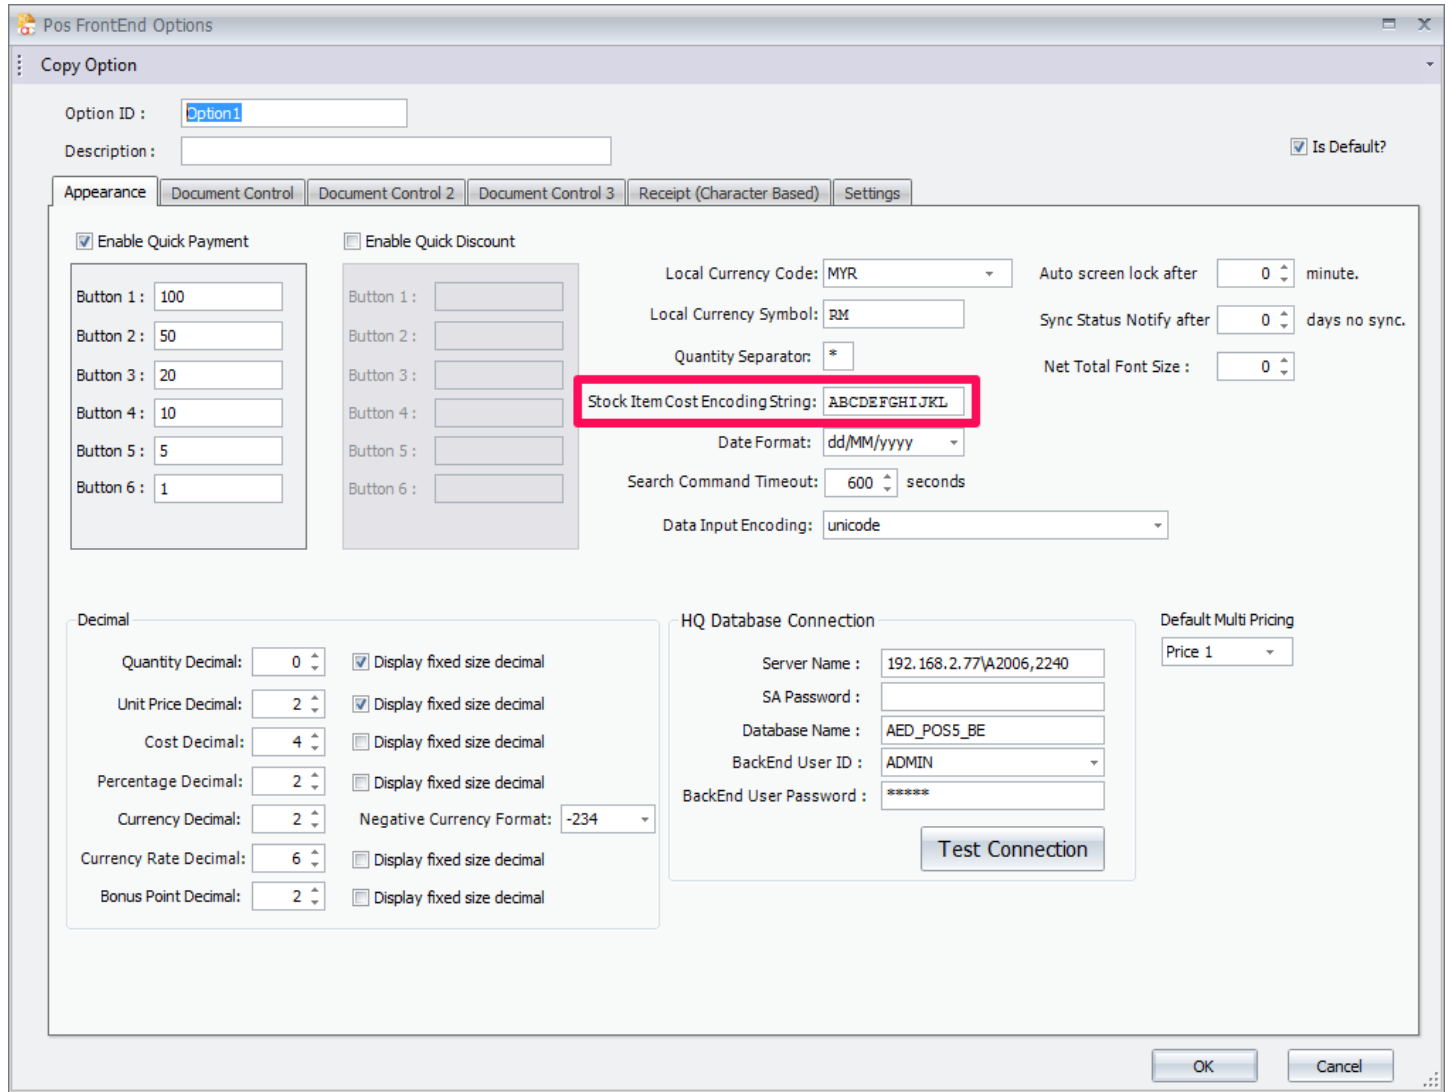 Pos FrontEnd Options
Copy Option
Option ID : Option1
Description :
Is Default?
Appearance Document Control Document Control 2 Document Control 3 Receipt (Character Based) Settings
Enable Quick Payment
Button 1 : 100
Button 2 : 50
Button 3 : 20
Button 4 : 10
Button 5 : 5
Button 6 : 1
Enable Quick Discount
Button 1 :
Button 2 :
Button 3 :
Button 4 :
Button 5 :
Button 6 :
Local Currency Code: MYR
Local Currency Symbol: RM
Quantity Separator: *
Stock Item Cost Encoding String: ABCDEFGHIJKL
Date Format: dd/MM/yyyy
Search Command Timeout: 600 seconds
Data Input Encoding: unicode
Auto screen lock after 0 minute.
Sync Status Notify after 0 days no sync.
Net Total Font Size : 0
Decimal
Quantity Decimal: 0 Display fixed size decimal
Unit Price Decimal: 2 Display fixed size decimal
Cost Decimal: 4 Display fixed size decimal
Percentage Decimal: 2 Display fixed size decimal
Currency Decimal: 2 Negative Currency Format: -234
Currency Rate Decimal: 6 Display fixed size decimal
Bonus Point Decimal: 2 Display fixed size decimal
HQ Database Connection
Server Name : 192.168.2.77\A2006,2240
SA Password :
Database Name : AED_POS5_BE
BackEnd User ID : ADMIN
BackEnd User Password : *****
Test Connection
Default Multi Pricing
Price 1
OK Cancel